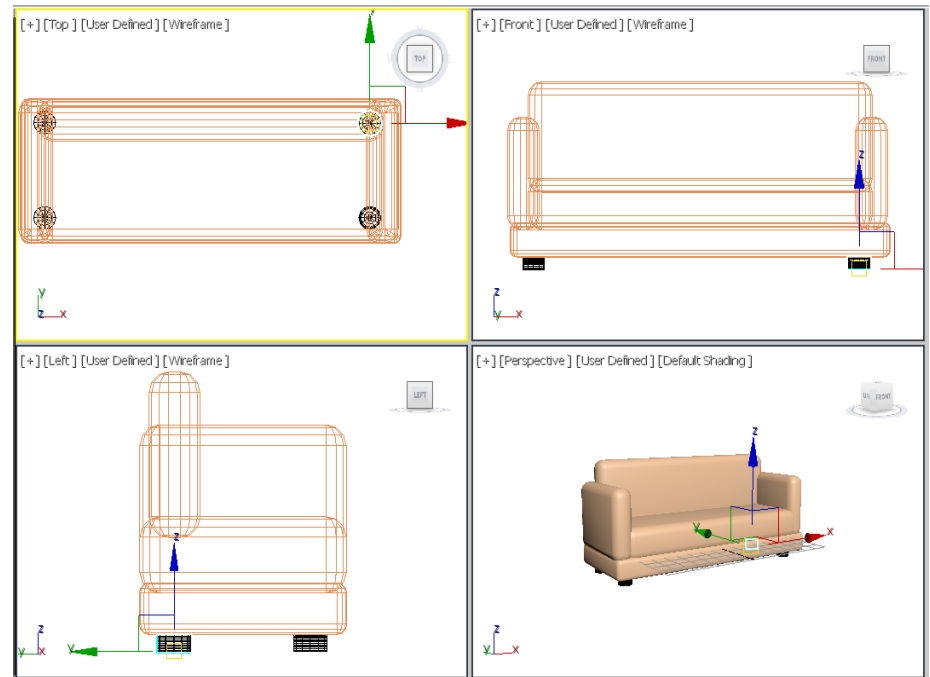 [+] [Top] [User Defined] [Wireframe]
TOP
y
x
z
[+] [Front] [User Defined] [Wireframe]
FRONT
z
z
y
x
[+] [Left] [User Defined] [Wireframe]
LEFT
z
y
z
y
x
[+] [Perspective] [User Defined] [Default Shading]
FRONT
z
y
x
z
y
x